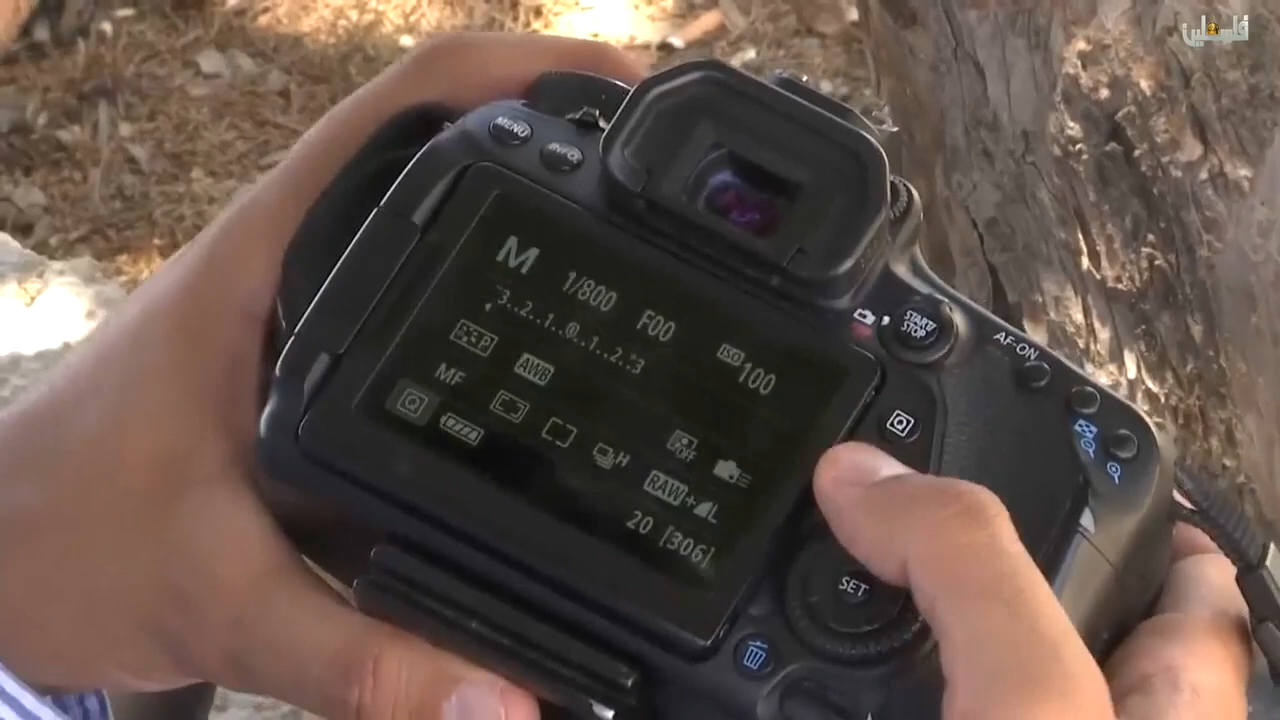 فلسطين
MENU
INFO
M
1/800 F00
ISO 100
3..2..1..0..1..2..3
P
AWB
MF
Q
OFF
H
RAW+L
20 [306]
START/
STOP
AF-ON
Q
SET